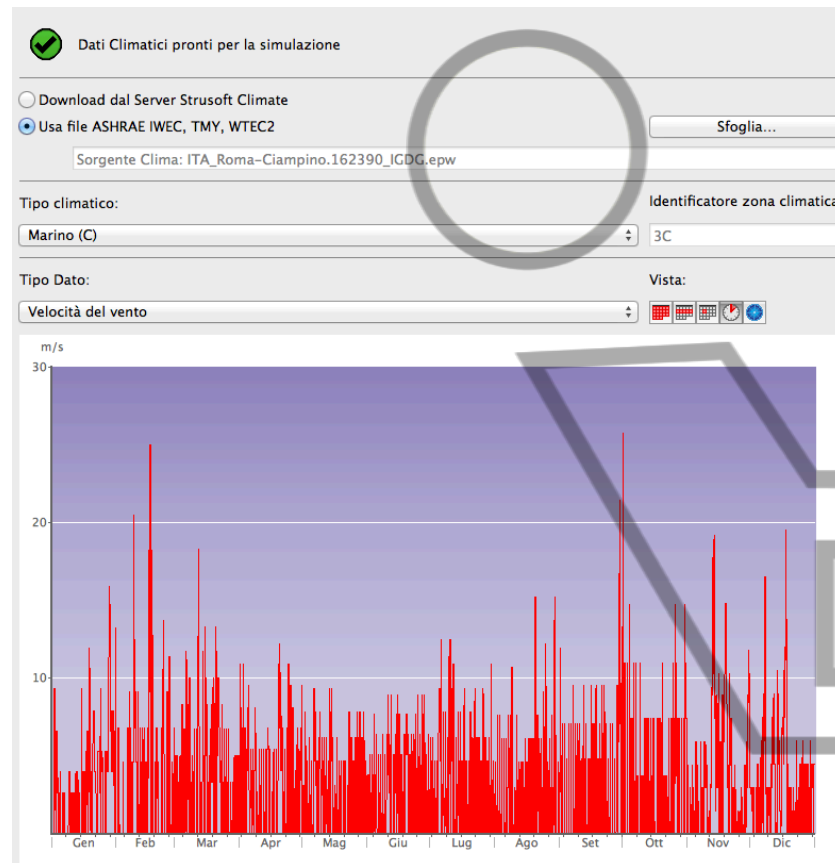 Dati Climatici pronti per la simulazione
Download dal Server Strusoft Climate
Usa file ASHRAE IWEC, TMY, WTEC2
Sfoglia...
Sorgente Clima: ITA_Roma-Ciampino.162390_IGDG.epw
Tipo climatico:
Identificatore zona climatica
Marino (C)
3C
Tipo Dato:
Vista:
Velocità del vento
m/s
30
20
10
Gen Feb Mar Apr Mag Giu Lug Ago Set Ott Nov Dic